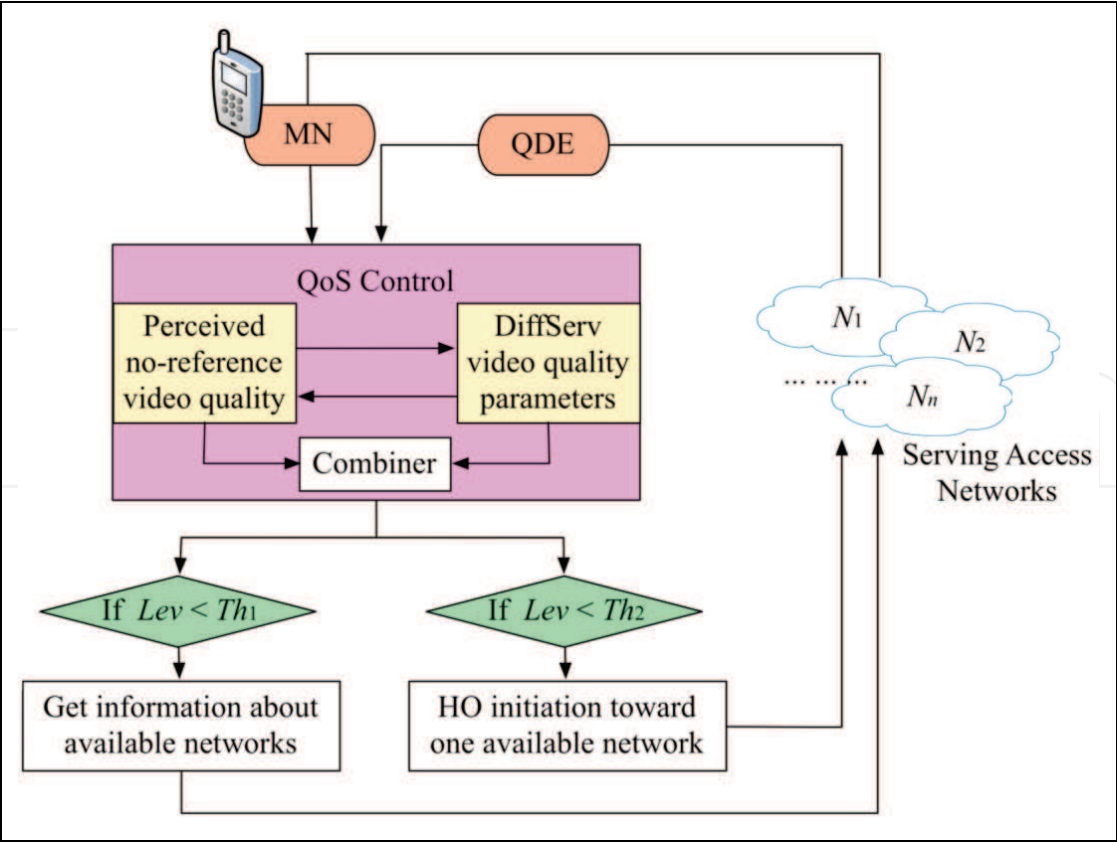 MN
QDE
QoS Control
Perceived
no-reference
video quality
DiffServ
video quality
parameters
Combiner
N1
N2
... ... ...
Nn
Serving Access
Networks
If Lev < Th1
If Lev < Th2
Get information about
available networks
HO initiation toward
one available network